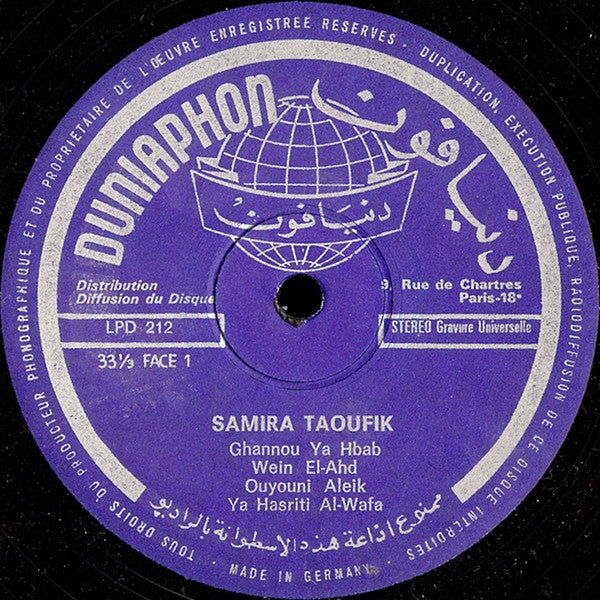 TOUS DROITS DU PRODUCTEUR PHONOGRAPHIQUE ET DU PROPRIETAIRE DE L'ŒUVRE ENREGISTREE RESERVES - DUPLICATION, EXECUTION PUBLIQUE, RADIODIFFUSION DE CE DISQUE INTERDITES
DUNIAPHON
دنيافون
دنيافون
Distribution
Diffusion du Disque
9, Rue de Chartres
Paris-18e
LPD 212
STEREO Gravure Universelle
33⅓ FACE 1
SAMIRA TAOUFIK
Ghannou Ya Hbab
Wein El-Ahd
Ouyouni Aleik
Ya Hasriti Al-Wafa
ممنوع اذاعة هذه الاسطوانة بالراديو
- MADE IN GERMANY